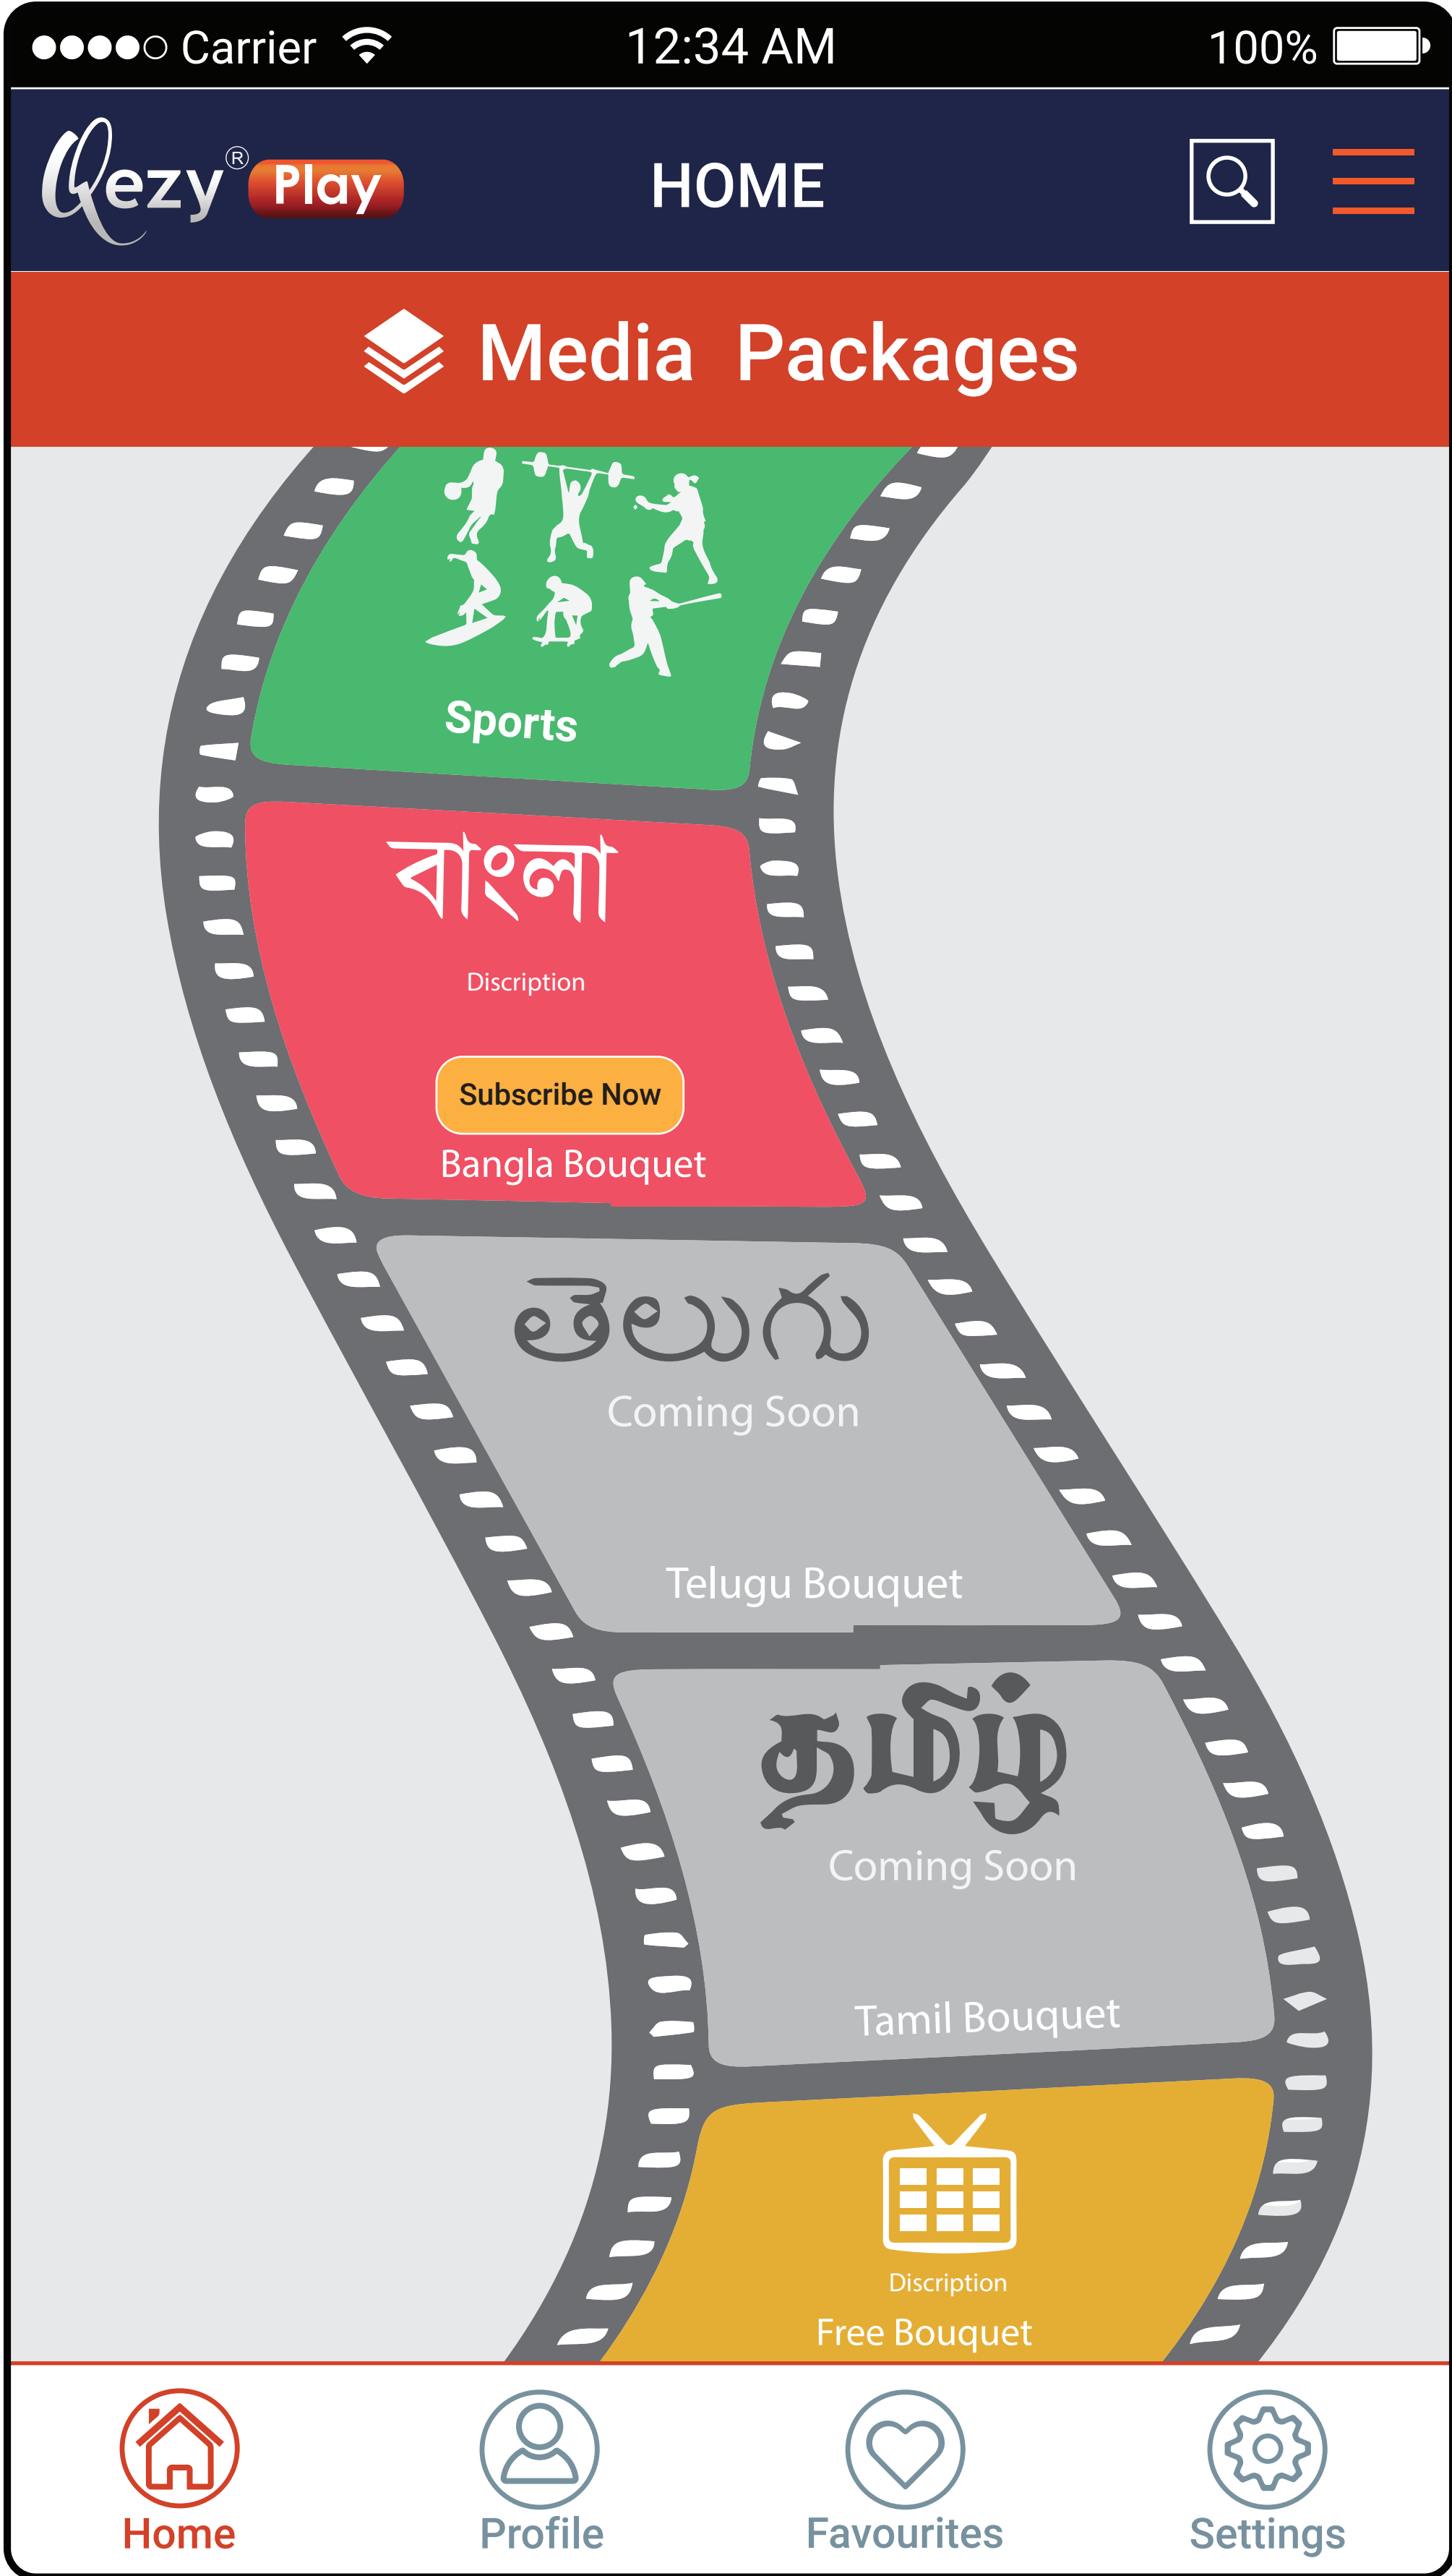 Carrier 12:34 AM 100%
Qezy® Play HOME
Media Packages
Sports
বাংলা
Discription
Subscribe Now
Bangla Bouquet
తెలుగు
Coming Soon
Telugu Bouquet
தமிழ்
Coming Soon
Tamil Bouquet
Discription
Free Bouquet
Home Profile Favourites Settings